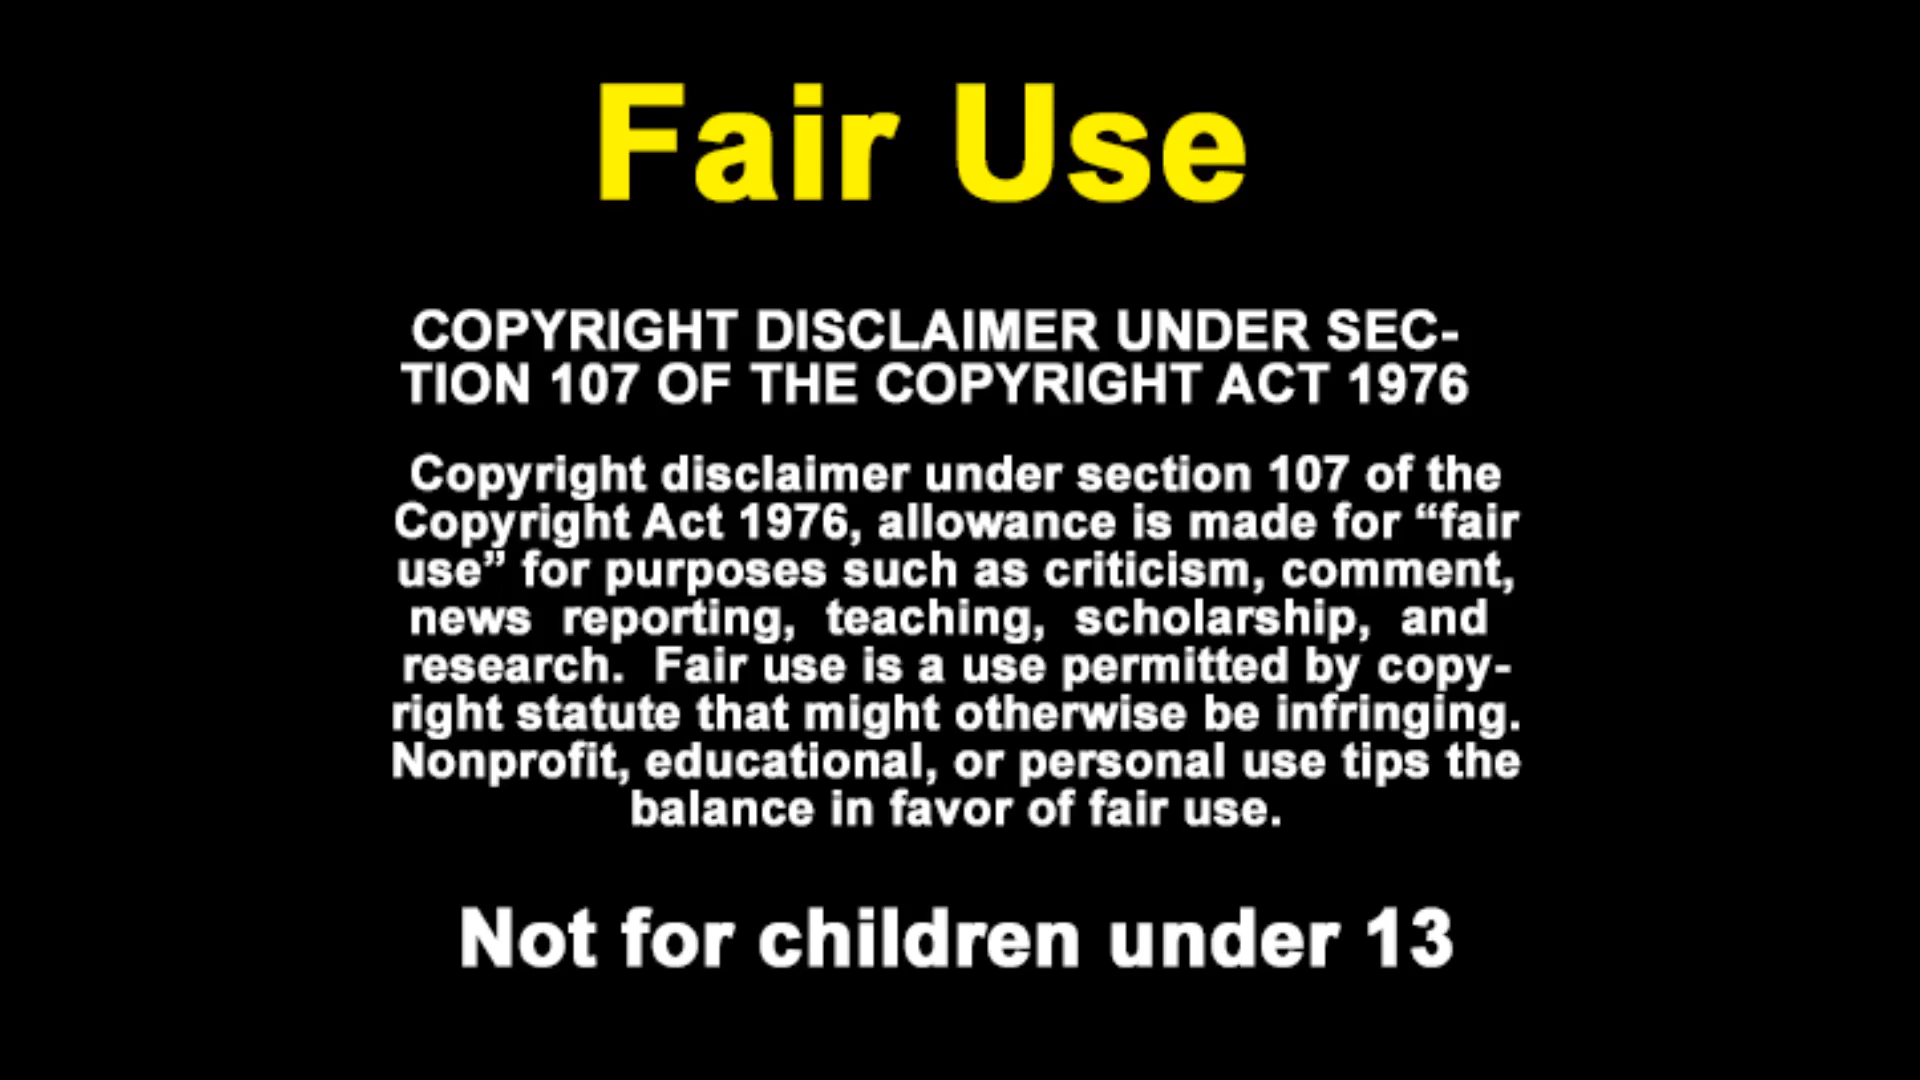 Fair Use
COPYRIGHT DISCLAIMER UNDER SEC-
TION 107 OF THE COPYRIGHT ACT 1976
Copyright disclaimer under section 107 of the
Copyright Act 1976, allowance is made for “fair
use” for purposes such as criticism, comment,
news reporting, teaching, scholarship, and
research. Fair use is a use permitted by copy-
right statute that might otherwise be infringing.
Nonprofit, educational, or personal use tips the
balance in favor of fair use.
Not for children under 13